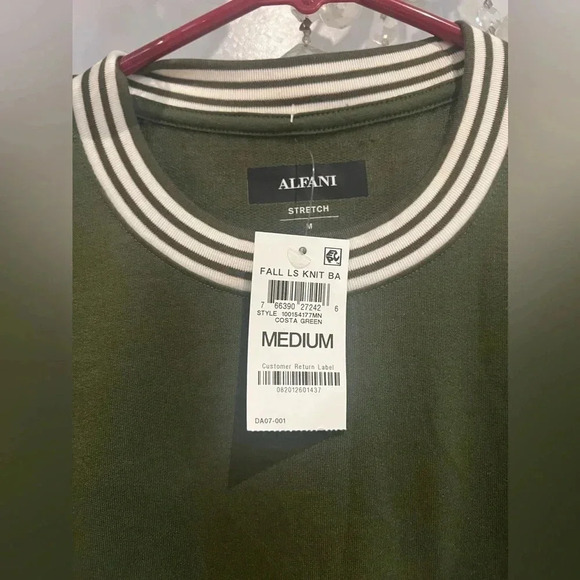 ALFANI
STRETCH
M
FALL LS KNIT BA
7 66390 27242 6
STYLE 100154177MN
COSTA GREEN
MEDIUM
Customer Return Label
082012601437
DA07-001